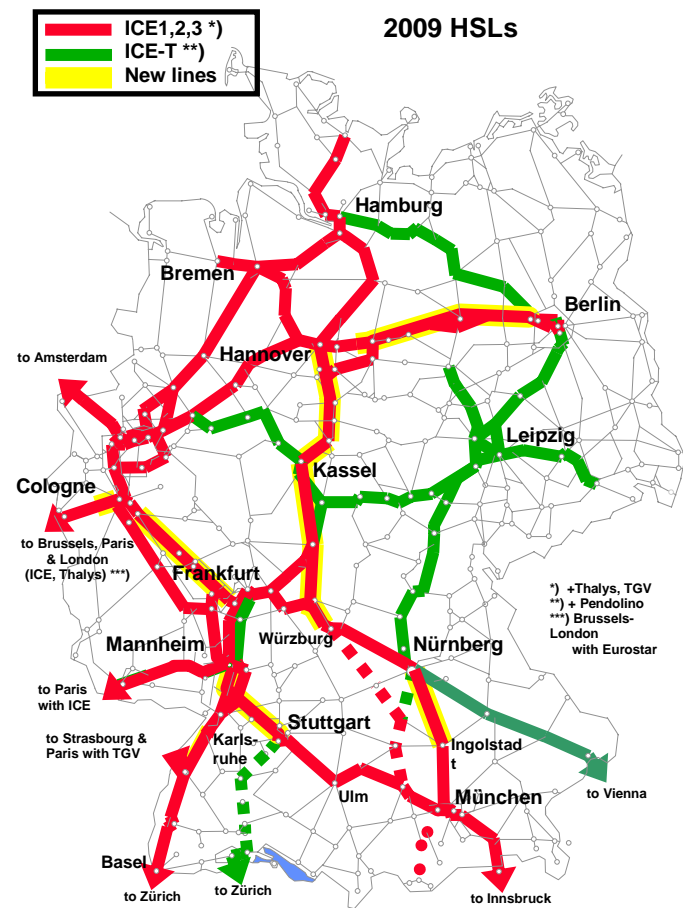 ICE1,2,3 *)
ICE-T **)
New lines
2009 HSLs
Hamburg
Bremen
Berlin
Hannover
to Amsterdam
Leipzig
Kassel
Cologne
to Brussels, Paris
& London
(ICE, Thalys) ***)
Frankfurt
*) +Thalys, TGV
**) + Pendolino
***) Brussels-
London
with Eurostar
Würzburg
Mannheim
Nürnberg
to Paris
with ICE
Stuttgart
to Strasbourg &
Paris with TGV
Karls-
ruhe
Ingolstad
t
Ulm
München
to Vienna
Basel
to Zürich
to Zürich
to Innsbruck